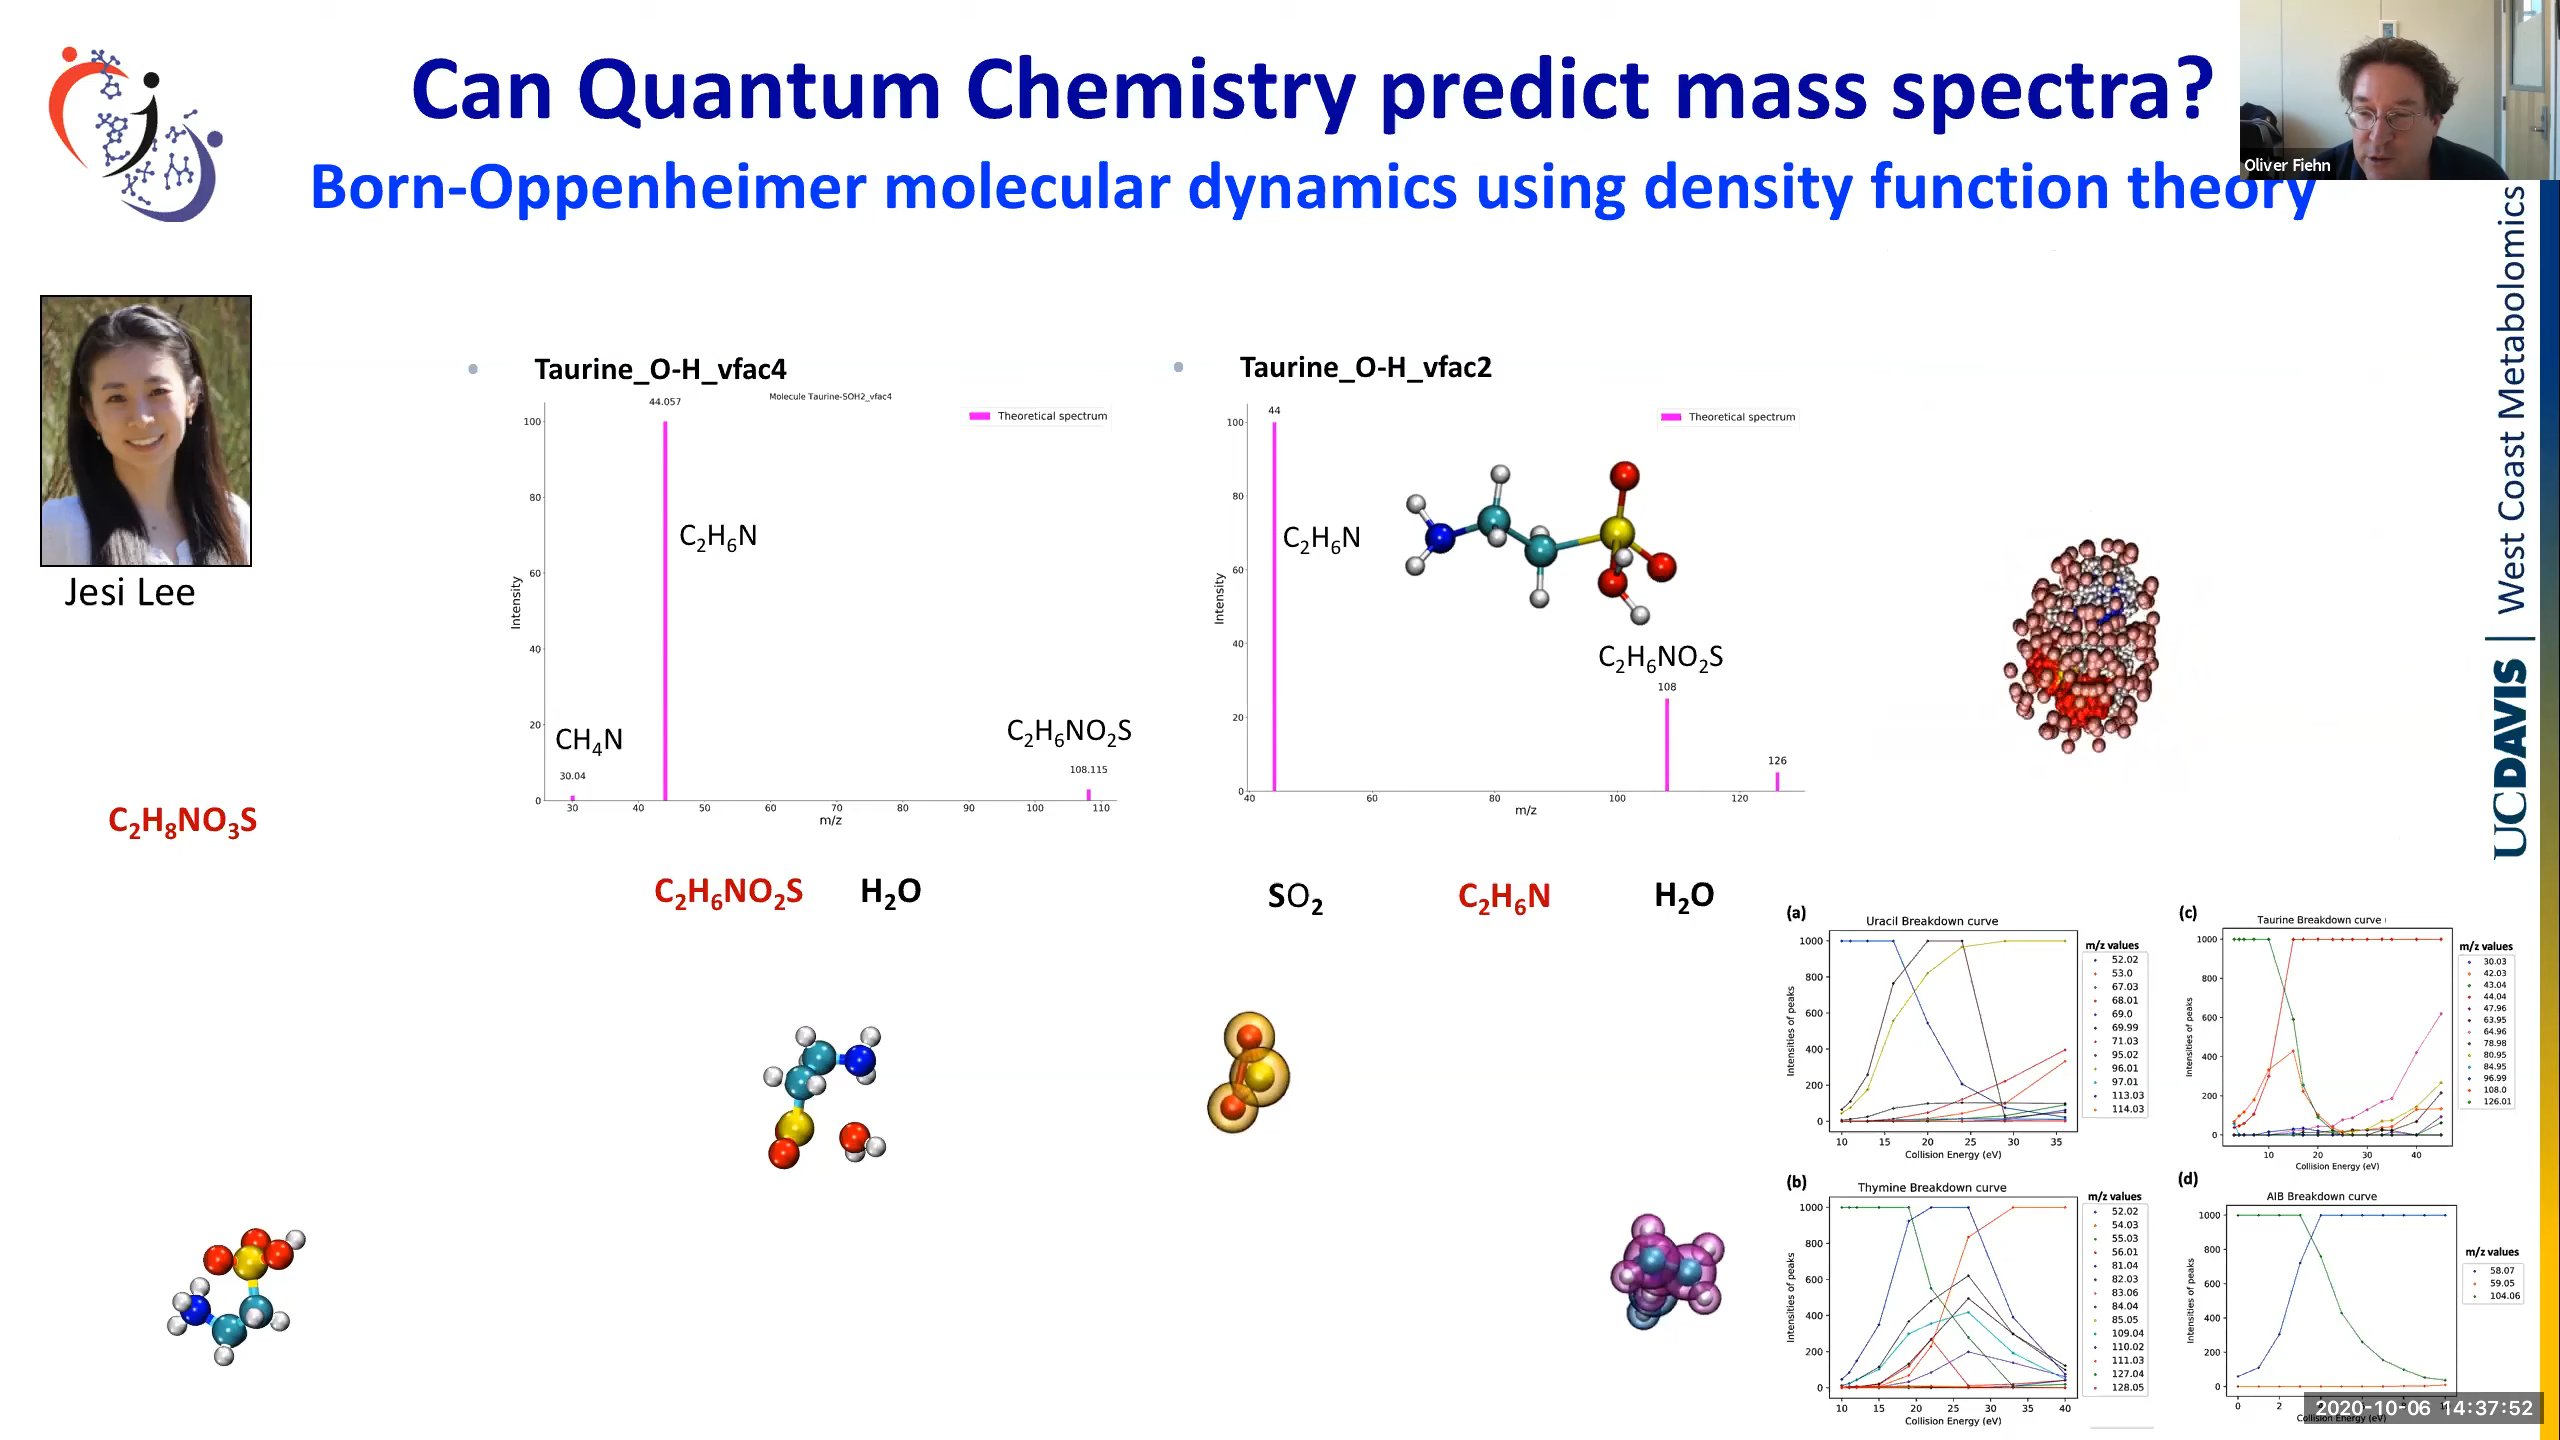 Can Quantum Chemistry predict mass spectra?
Born-Oppenheimer molecular dynamics using density function theory
Oliver Fiehn
UCDAVIS | West Coast Metabolomics
Jesi Lee
Taurine_O-H_vfac4
Molecule Taurine-SOH2_vfac4
Theoretical spectrum
44.057
100
80
60
40
20
0
Intensity
C2H6N
CH4N
30.04
C2H6NO2S
108.115
30 40 50 60 70 80 90 100 110
m/z
Taurine_O-H_vfac2
Theoretical spectrum
44
100
80
60
40
20
0
Intensity
C2H6N
C2H6NO2S
108
126
40 60 80 100 120
m/z
C2H8NO3S
C2H6NO2S H2O
SO2 C2H6N H2O
(a)
Uracil Breakdown curve
1000
800
600
400
200
0
Intensities of peaks
10 15 20 25 30 35
Collision Energy (eV)
m/z values
52.02
53.0
67.03
68.01
69.0
69.99
71.03
95.02
96.01
97.01
113.03
114.03
(c)
Taurine Breakdown curve
1000
800
600
400
200
0
Intensities of peaks
10 20 30 40
Collision Energy (eV)
m/z values
30.03
42.03
43.04
44.04
47.96
63.95
64.96
78.98
80.95
84.95
96.99
108.0
126.01
(b)
Thymine Breakdown curve
1000
800
600
400
200
0
Intensities of peaks
10 15 20 25 30 35 40
Collision Energy (eV)
m/z values
52.02
54.03
55.03
56.01
81.04
82.03
83.06
84.04
85.05
109.04
110.02
111.03
127.04
128.05
(d)
AIB Breakdown curve
1000
800
600
400
200
0
Intensities of peaks
0 2
Collision Energy (eV)
m/z values
58.07
59.05
104.06
2020-10-06 14:37:52